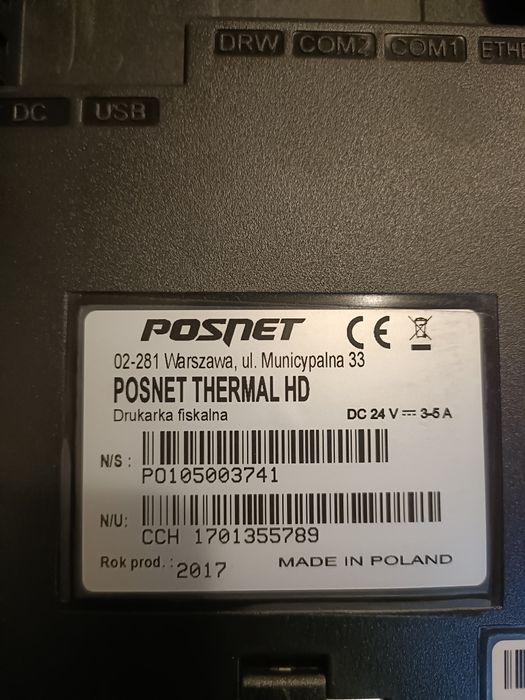 DRW COM2 COM1
DC USB
POSNET CE
02-281 Warszawa, ul. Municypalna 33
POSNET THERMAL HD
Drukarka fiskalna DC 24 V ⎓ 3-5 A
N/S :
PO105003741
N/U:
CCH 1701355789
Rok prod. : 2017 MADE IN POLAND